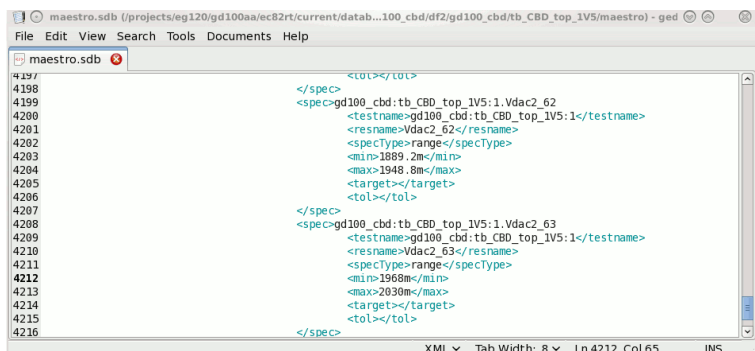 maestro.sdb (/projects/eg120/gd100aa/ec82rt/current/datab...100_cbd/df2/gd100_cbd/tb_CBD_top_1V5/maestro) - ged
File Edit View Search Tools Documents Help
maestro.sdb
4197 <tol></tol>
4198 </spec>
4199 <spec>gd100_cbd:tb_CBD_top_1V5:1.Vdac2_62
4200 <testname>gd100_cbd:tb_CBD_top_1V5:1</testname>
4201 <resname>Vdac2_62</resname>
4202 <specType>range</specType>
4203 <min>1889.2m</min>
4204 <max>1948.8m</max>
4205 <target></target>
4206 <tol></tol>
4207 </spec>
4208 <spec>gd100_cbd:tb_CBD_top_1V5:1.Vdac2_63
4209 <testname>gd100_cbd:tb_CBD_top_1V5:1</testname>
4210 <resname>Vdac2_63</resname>
4211 <specType>range</specType>
4212 <min>1968m</min>
4213 <max>2030m</max>
4214 <target></target>
4215 <tol></tol>
4216 </spec>
XML Tab Width: 8 Ln 4212, Col 65 INS